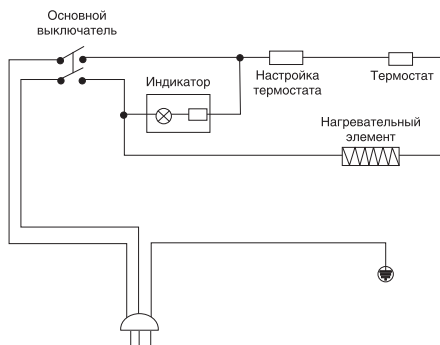 Основной
выключатель
Индикатор
Настройка
термостата
Термостат
Нагревательный
элемент